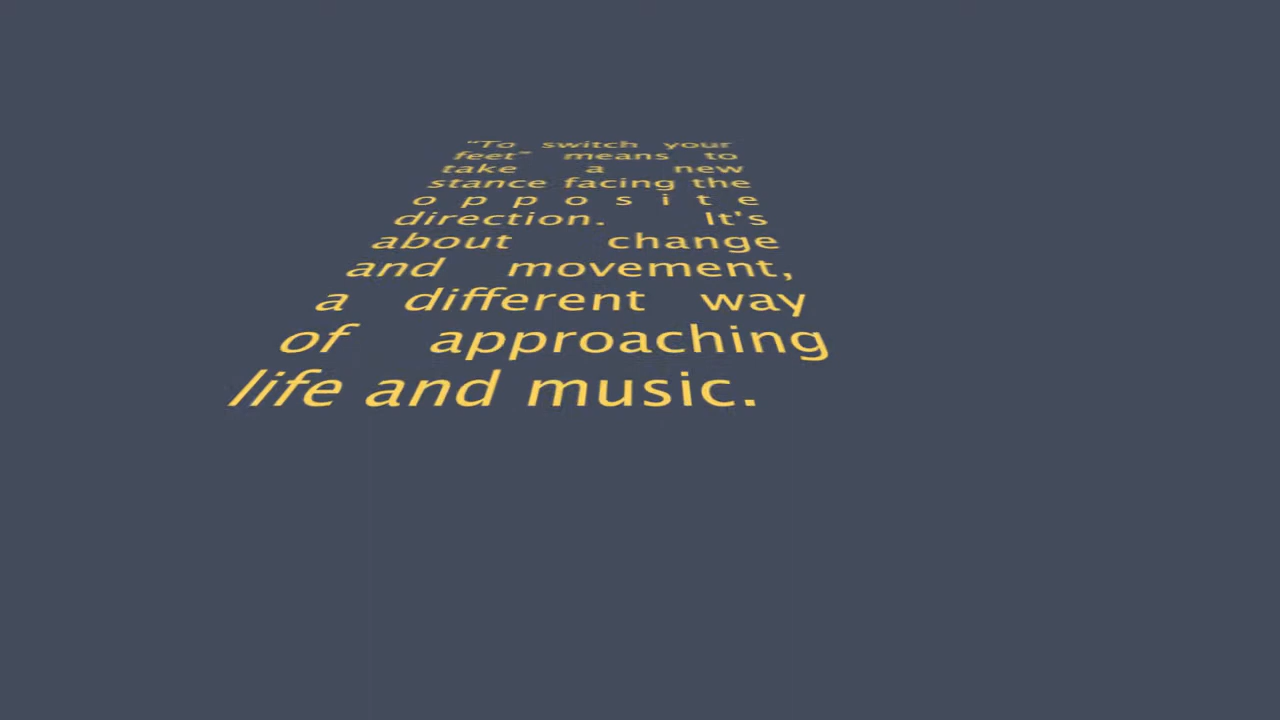 "To switch your
feet" means to
take a new
stance facing the
opposite
direction. It's
about change
and movement,
a different way
of approaching
life and music.